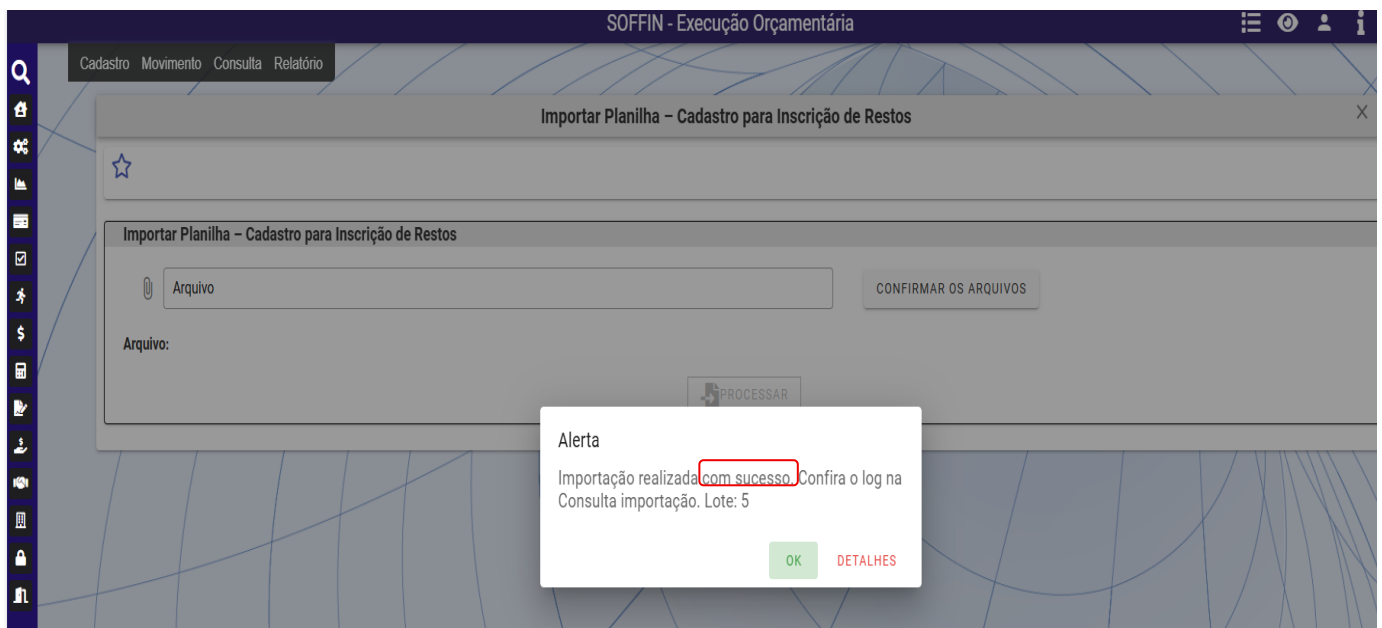 SOFFIN - Execução Orçamentária
Cadastro Movimento Consulta Relatório
Importar Planilha – Cadastro para Inscrição de Restos
X
Importar Planilha – Cadastro para Inscrição de Restos
Arquivo
CONFIRMAR OS ARQUIVOS
Arquivo:
PROCESSAR
Alerta
Importação realizada com sucesso. Confira o log na
Consulta importação. Lote: 5
OK DETALHES